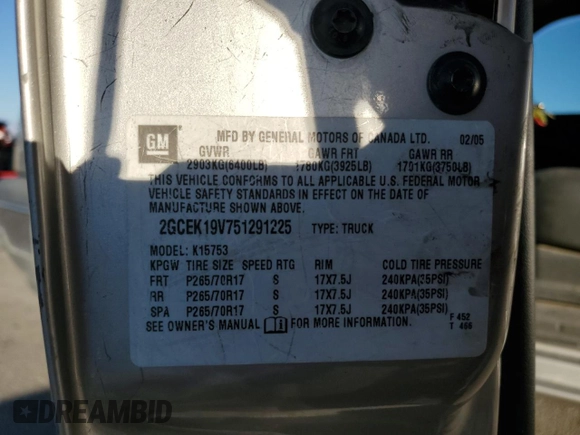 GM
MFD BY GENERAL MOTORS OF CANADA LTD. 02/05
GVWR GAWR FRT GAWR RR
2903KG(6400LB) 1780KG(3925LB) 1701KG(3750LB)
THIS VEHICLE CONFORMS TO ALL APPLICABLE U.S. FEDERAL MOTOR
VEHICLE SAFETY STANDARDS IN EFFECT ON THE DATE OF
MANUFACTURE SHOWN ABOVE.
2GCEK19V751291225 TYPE: TRUCK
MODEL: K15753
KPGW TIRE SIZE SPEED RTG RIM COLD TIRE PRESSURE
FRT P265/70R17 S 17X7.5J 240KPA(35PSI)
RR P265/70R17 S 17X7.5J 240KPA(35PSI)
SPA P265/70R17 S 17X7.5J 240KPA(35PSI)
SEE OWNER'S MANUAL FOR MORE INFORMATION.
F 452
T 466
DREAMBID